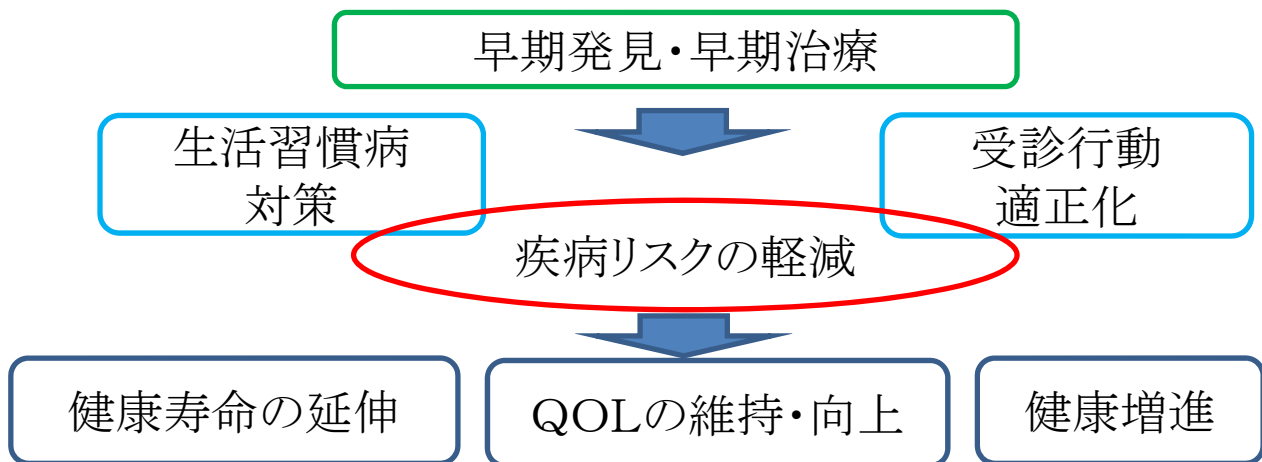 早期発見・早期治療
生活習慣病
対策
受診行動
適正化
疾病リスクの軽減
健康寿命の延伸
QOLの維持・向上
健康増進